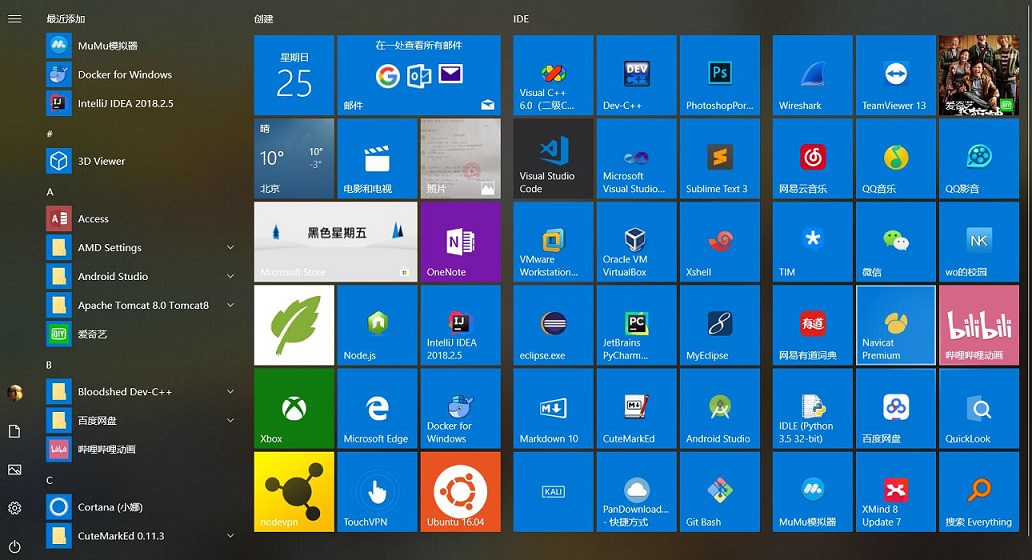 最近添加
MuMu模拟器
Docker for Windows
IntelliJ IDEA 2018.2.5
#
3D Viewer
A
Access
AMD Settings
Android Studio
Apache Tomcat 8.0 Tomcat8
爱奇艺
B
Bloodshed Dev-C++
百度网盘
哔哩哔哩动画
C
Cortana (小娜)
CuteMarkEd 0.11.3
创建
星期日
25
在一处查看所有邮件
邮件
晴
10°
10°
-3°
北京
电影和电视
照片
黑色星期五
Microsoft Store
OneNote
Node.js
IntelliJ IDEA
2018.2.5
Xbox
Microsoft Edge
Docker for
Windows
nodevpn
TouchVPN
Ubuntu 16.04
IDE
Visual C++
6.0（二级C...
DEV
C++
Dev-C++
Ps
PhotoshopPor...
Visual Studio
Code
Microsoft
Visual Studio...
Sublime Text 3
VMware
Workstation...
Oracle VM
VirtualBox
Xshell
eclipse.exe
PC
JetBrains
PyCharm...
MyEclipse
Markdown 10
CuteMarkEd
Android Studio
KALI
PanDownload...
- 快捷方式
Git Bash
Wireshark
TeamViewer 13
爱奇艺
网易云音乐
QQ音乐
QQ影音
TIM
微信
NK
wo的校园
有道
网易有道词典
Navicat
Premium
bilibili
哔哩哔哩动画
IDLE (Python
3.5 32-bit)
百度网盘
QuickLook
MuMu模拟器
XMind 8
Update 7
搜索 Everything